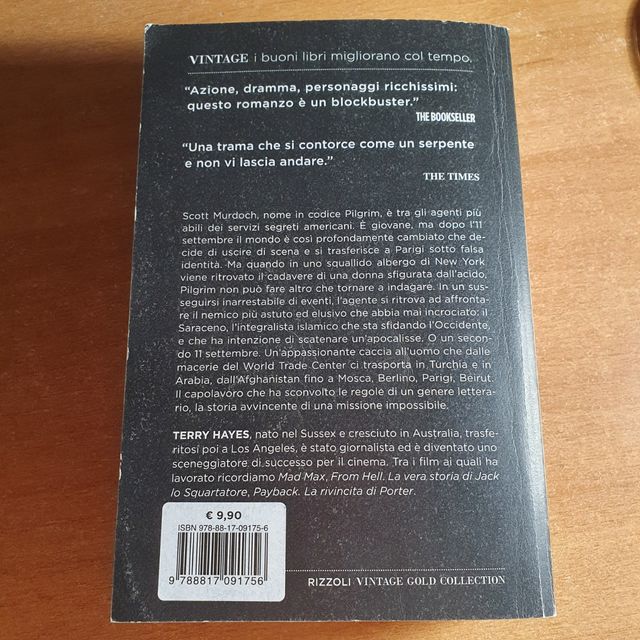 VINTAGE i buoni libri migliorano col tempo.
“Azione, dramma, personaggi ricchissimi:
questo romanzo è un blockbuster.”
THE BOOKSELLER
“Una trama che si contorce come un serpente
e non vi lascia andare.”
THE TIMES
Scott Murdoch, nome in codice Pilgrim, è tra gli agenti più
abili dei servizi segreti americani. È giovane, ma dopo l'11
settembre il mondo è così profondamente cambiato che de-
cide di uscire di scena e si trasferisce a Parigi sotto falsa
identità. Ma quando in uno squallido albergo di New York
viene ritrovato il cadavere di una donna sfigurata dall'acido,
Pilgrim non può fare altro che tornare a indagare. In un sus-
seguirsi inarrestabile di eventi, l'agente si ritrova ad affronta-
re il nemico più astuto ed elusivo che abbia mai incrociato: il
Saraceno, l'integralista islamico che sta sfidando l'Occidente,
e che ha intenzione di scatenare un'apocalisse. O un secon-
do 11 settembre. Un'appassionante caccia all'uomo che dalle
macerie del World Trade Center ci trasporta in Turchia e in
Arabia, dall'Afghanistan fino a Mosca, Berlino, Parigi, Beirut.
Il capolavoro che ha sconvolto le regole di un genere lettera-
rio, la storia avvincente di una missione impossibile.
TERRY HAYES, nato nel Sussex e cresciuto in Australia, trasfe-
ritosi poi a Los Angeles, è stato giornalista ed è diventato uno
sceneggiatore di successo per il cinema. Tra i film ai quali ha
lavorato ricordiamo Mad Max, From Hell. La vera storia di Jack
lo Squartatore, Payback. La rivincita di Porter.
€ 9,90
ISBN 978-88-17-09175-6
9 788817 091756
RIZZOLI VINTAGE GOLD COLLECTION